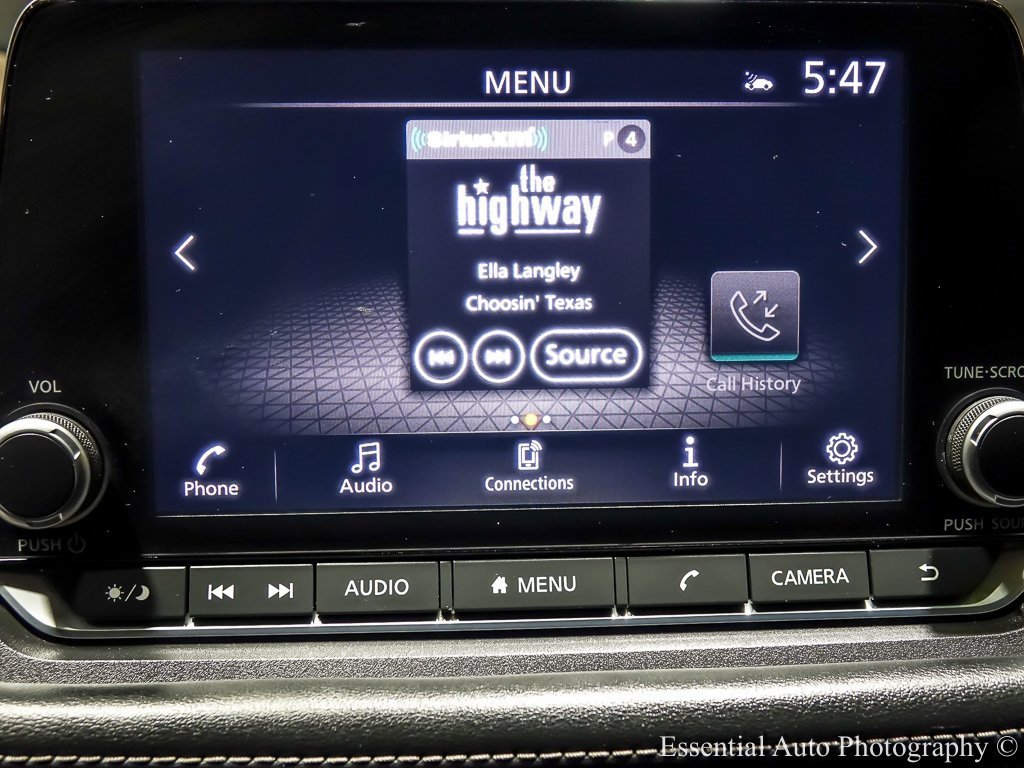 MENU 5:47
SiriusXM P 4
the
highway
Ella Langley
Choosin' Texas
Source
Call History
Phone Audio Connections Info Settings
VOL
PUSH
TUNE·SCRO
PUSH SOU
AUDIO MENU CAMERA
Essential Auto Photography ©